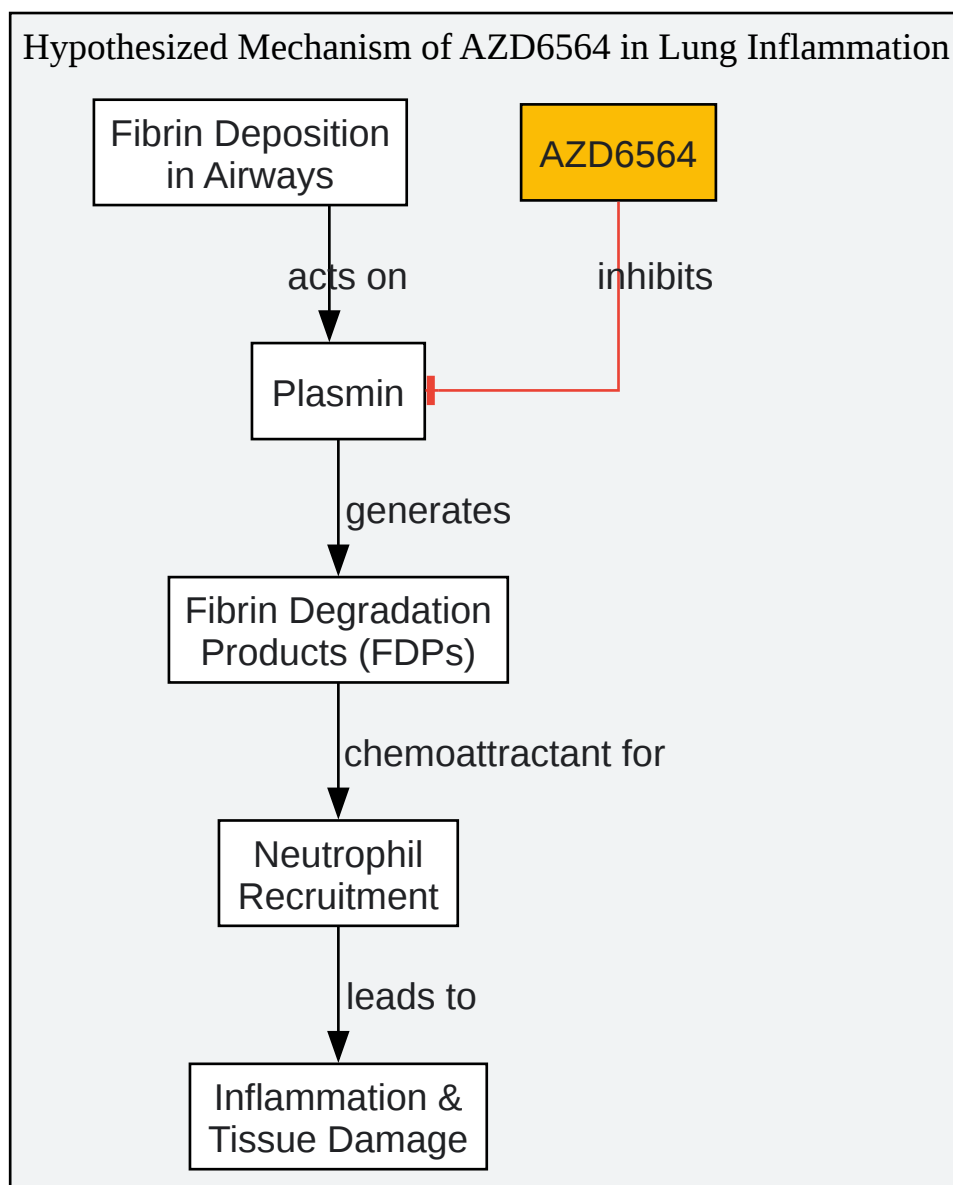 Hypothesized Mechanism of AZD6564 in Lung Inflammation
Fibrin Deposition
in Airways
AZD6564
acts on
inhibits
Plasmin
generates
Fibrin Degradation
Products (FDPs)
chemoattractant for
Neutrophil
Recruitment
leads to
Inflammation &
Tissue Damage